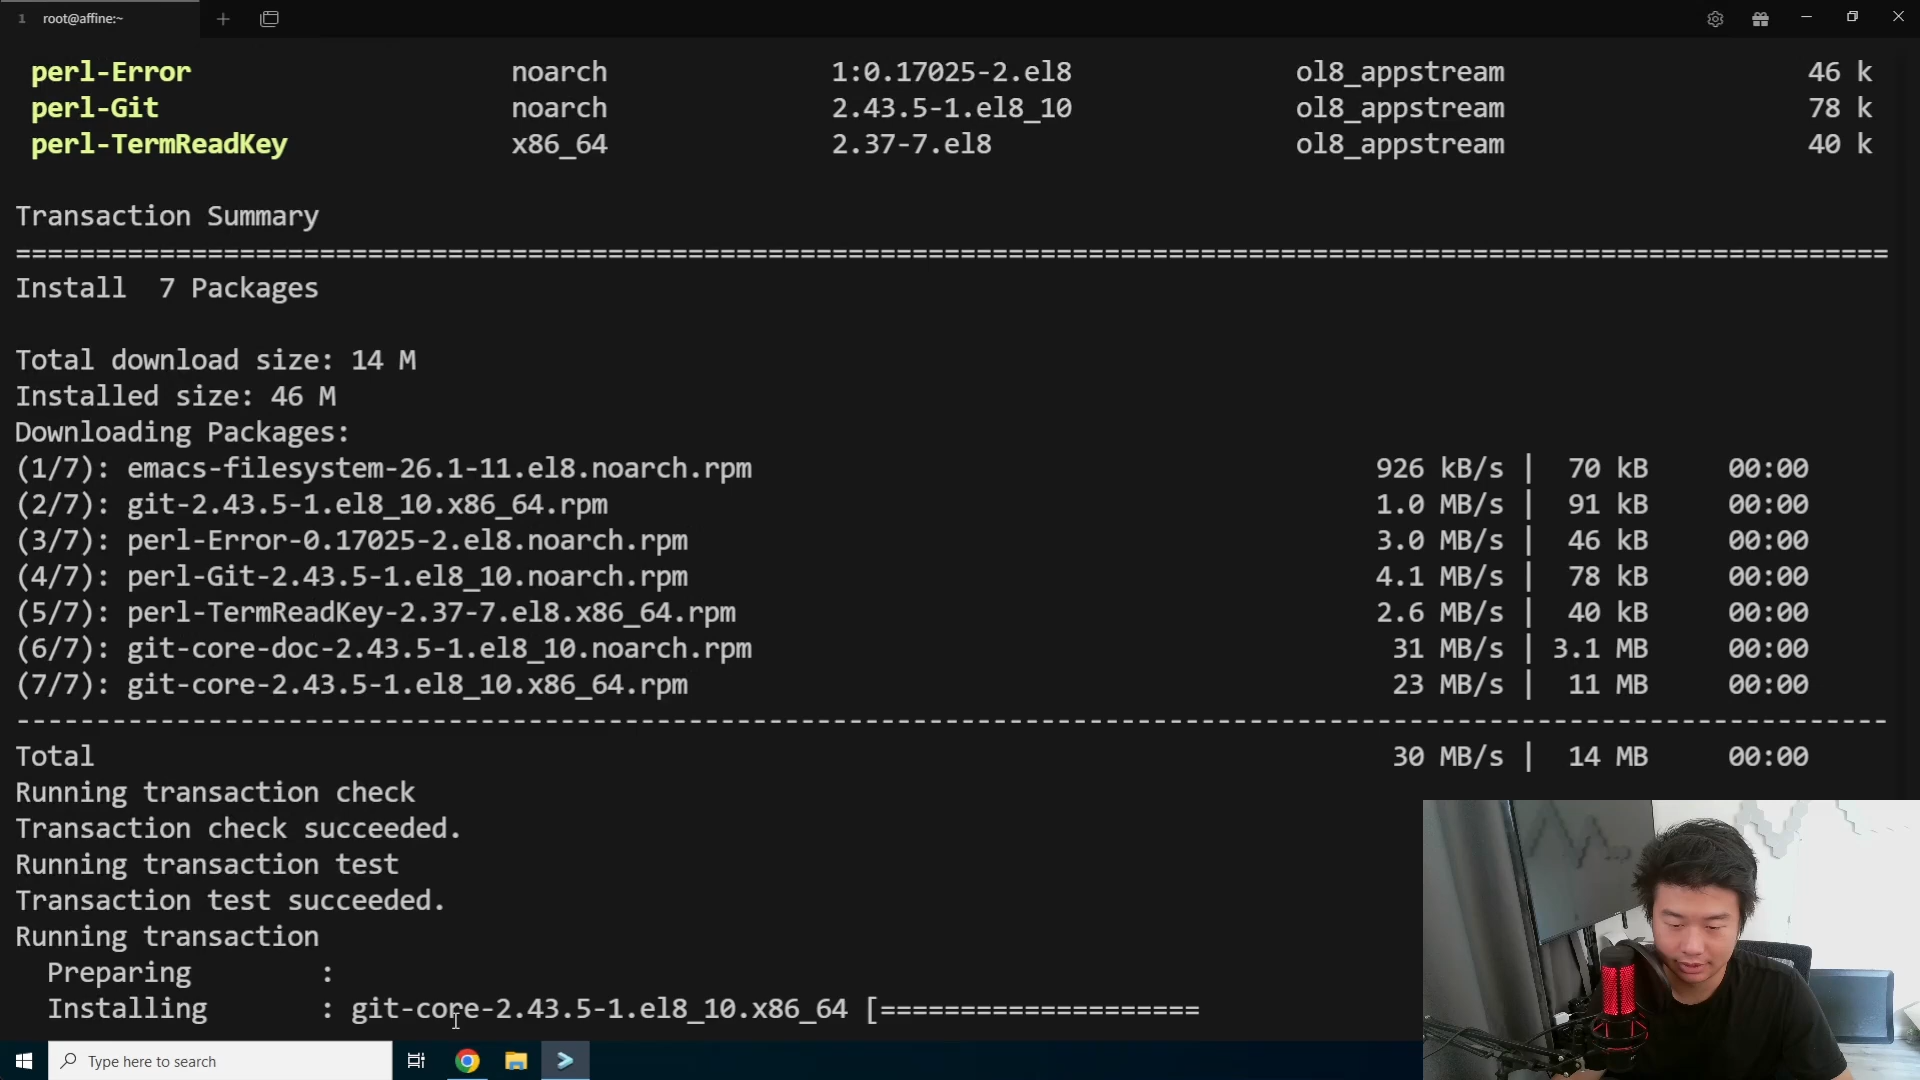 1 root@affine:~
perl-Error noarch 1:0.17025-2.el8 ol8_appstream 46 k
perl-Git noarch 2.43.5-1.el8_10 ol8_appstream 78 k
perl-TermReadKey x86_64 2.37-7.el8 ol8_appstream 40 k
Transaction Summary
=====================================================================================================================
Install  7 Packages
Total download size: 14 M
Installed size: 46 M
Downloading Packages:
(1/7): emacs-filesystem-26.1-11.el8.noarch.rpm 926 kB/s | 70 kB 00:00
(2/7): git-2.43.5-1.el8_10.x86_64.rpm 1.0 MB/s | 91 kB 00:00
(3/7): perl-Error-0.17025-2.el8.noarch.rpm 3.0 MB/s | 46 kB 00:00
(4/7): perl-Git-2.43.5-1.el8_10.noarch.rpm 4.1 MB/s | 78 kB 00:00
(5/7): perl-TermReadKey-2.37-7.el8.x86_64.rpm 2.6 MB/s | 40 kB 00:00
(6/7): git-core-doc-2.43.5-1.el8_10.noarch.rpm 31 MB/s | 3.1 MB 00:00
(7/7): git-core-2.43.5-1.el8_10.x86_64.rpm 23 MB/s | 11 MB 00:00
---------------------------------------------------------------------------------------------------------------------
Total 30 MB/s | 14 MB 00:00
Running transaction check
Transaction check succeeded.
Running transaction test
Transaction test succeeded.
Running transaction
Preparing :
Installing : git-core-2.43.5-1.el8_10.x86_64 [====================
Type here to search